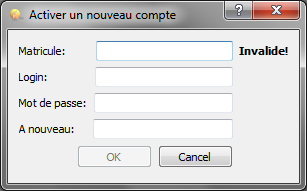 Activer un nouveau compte
Matricule: Invalide!
Login:
Mot de passe:
A nouveau:
OK Cancel